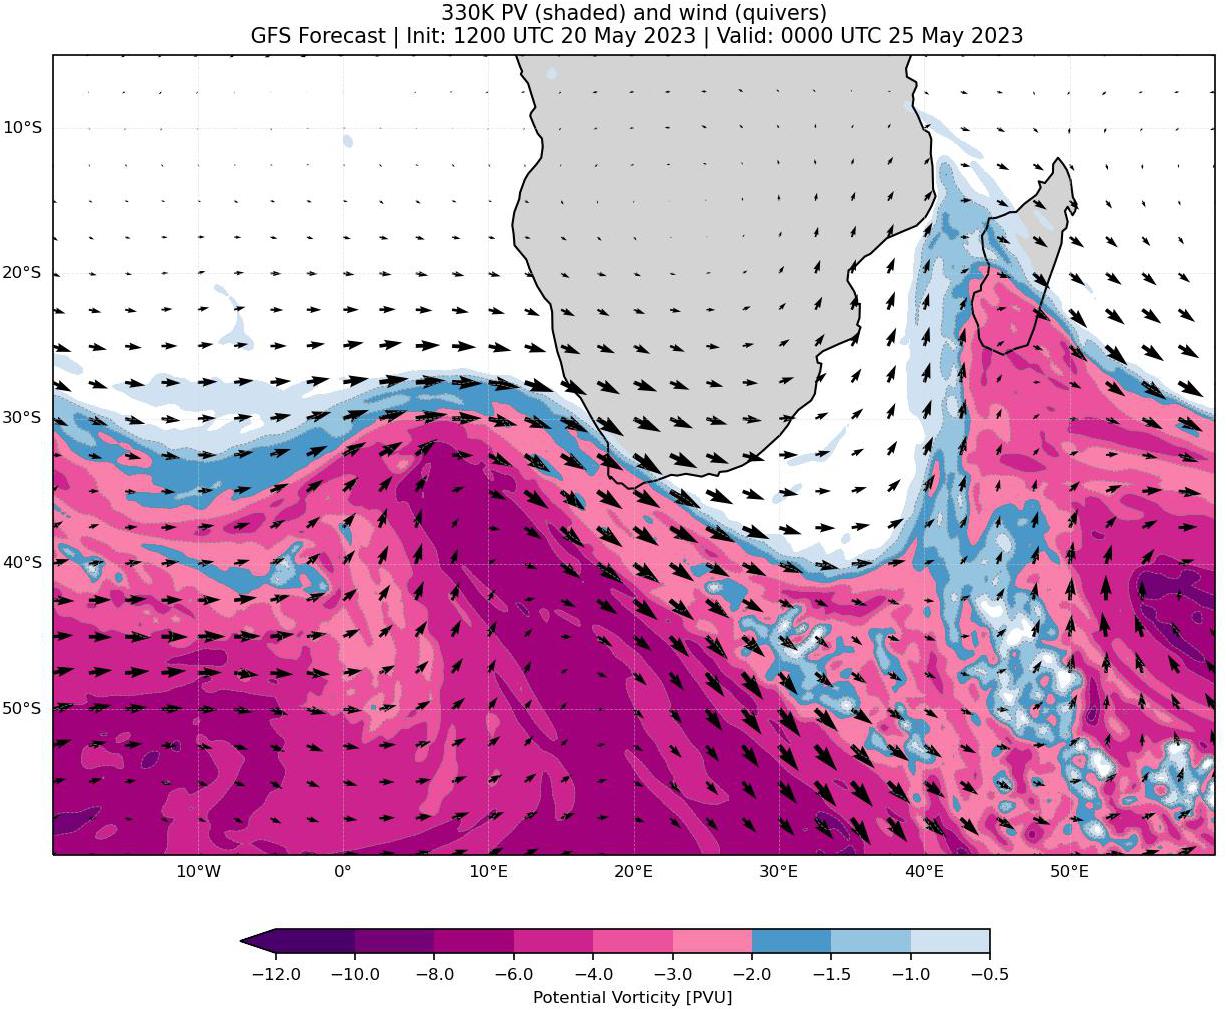 330K PV (shaded) and wind (quivers)
GFS Forecast | Init: 1200 UTC 20 May 2023 | Valid: 0000 UTC 25 May 2023
10°S
20°S
30°S
40°S
50°S
10°W 0° 10°E 20°E 30°E 40°E 50°E
−12.0 −10.0 −8.0 −6.0 −4.0 −3.0 −2.0 −1.5 −1.0 −0.5
Potential Vorticity [PVU]